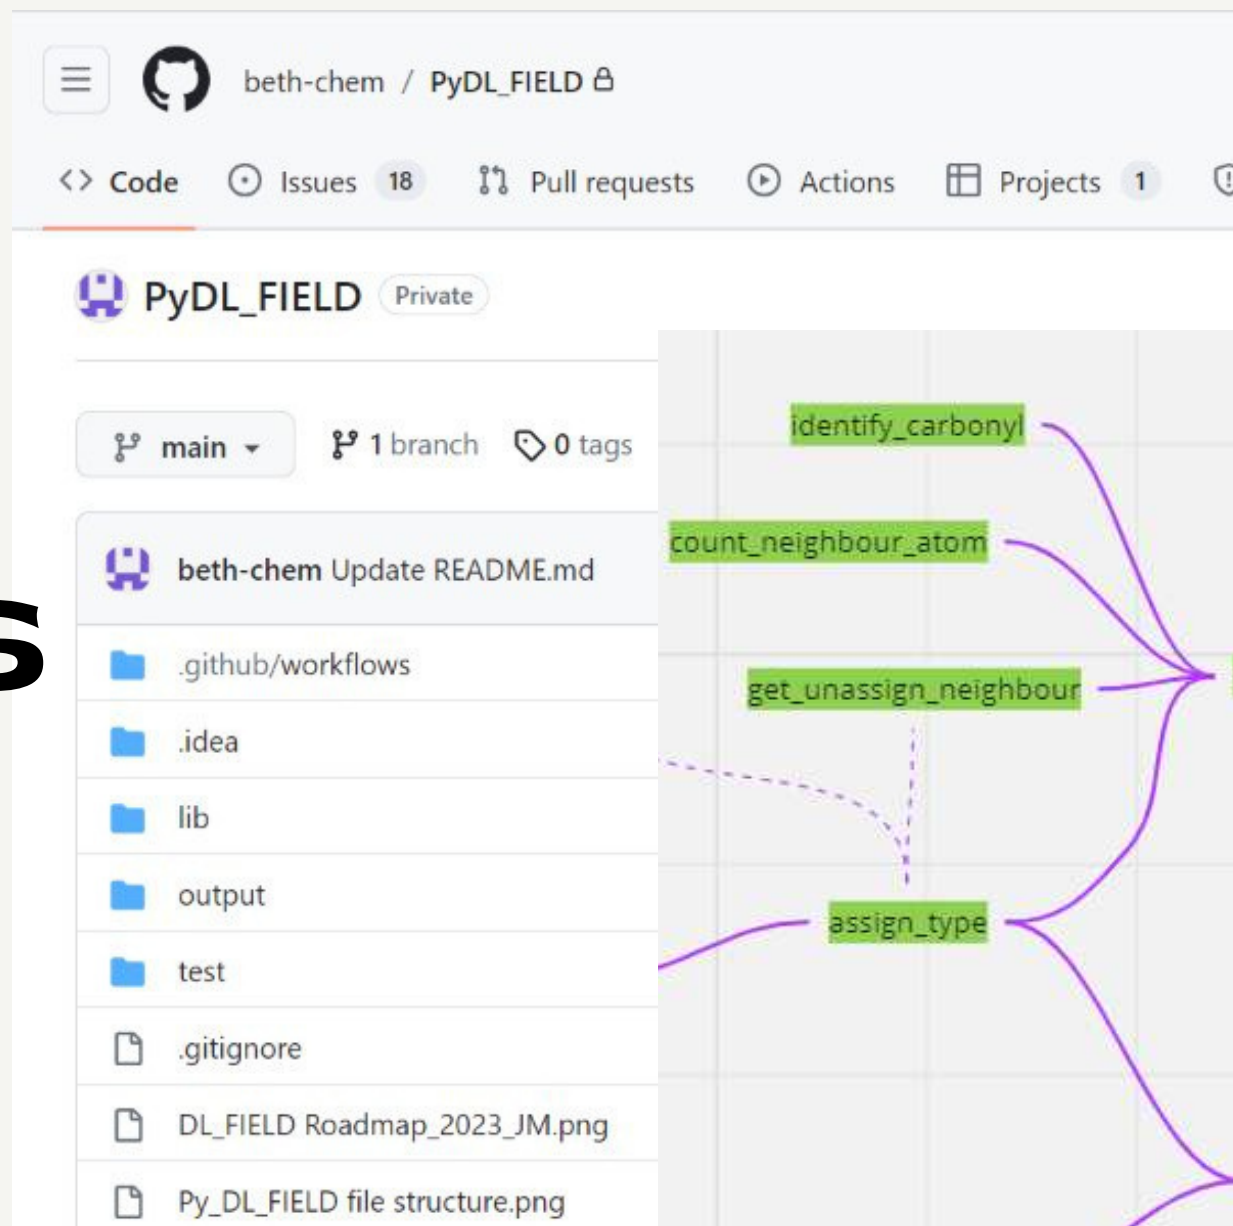 beth-chem / PyDL_FIELD
Code Issues 18 Pull requests Actions Projects 1
PyDL_FIELD Private
main 1 branch 0 tags
beth-chem Update README.md
.github/workflows
.idea
lib
output
test
.gitignore
DL_FIELD Roadmap_2023_JM.png
Py_DL_FIELD file structure.png
identify_carbonyl
count_neighbour_atom
get_unassign_neighbour
assign_type
s